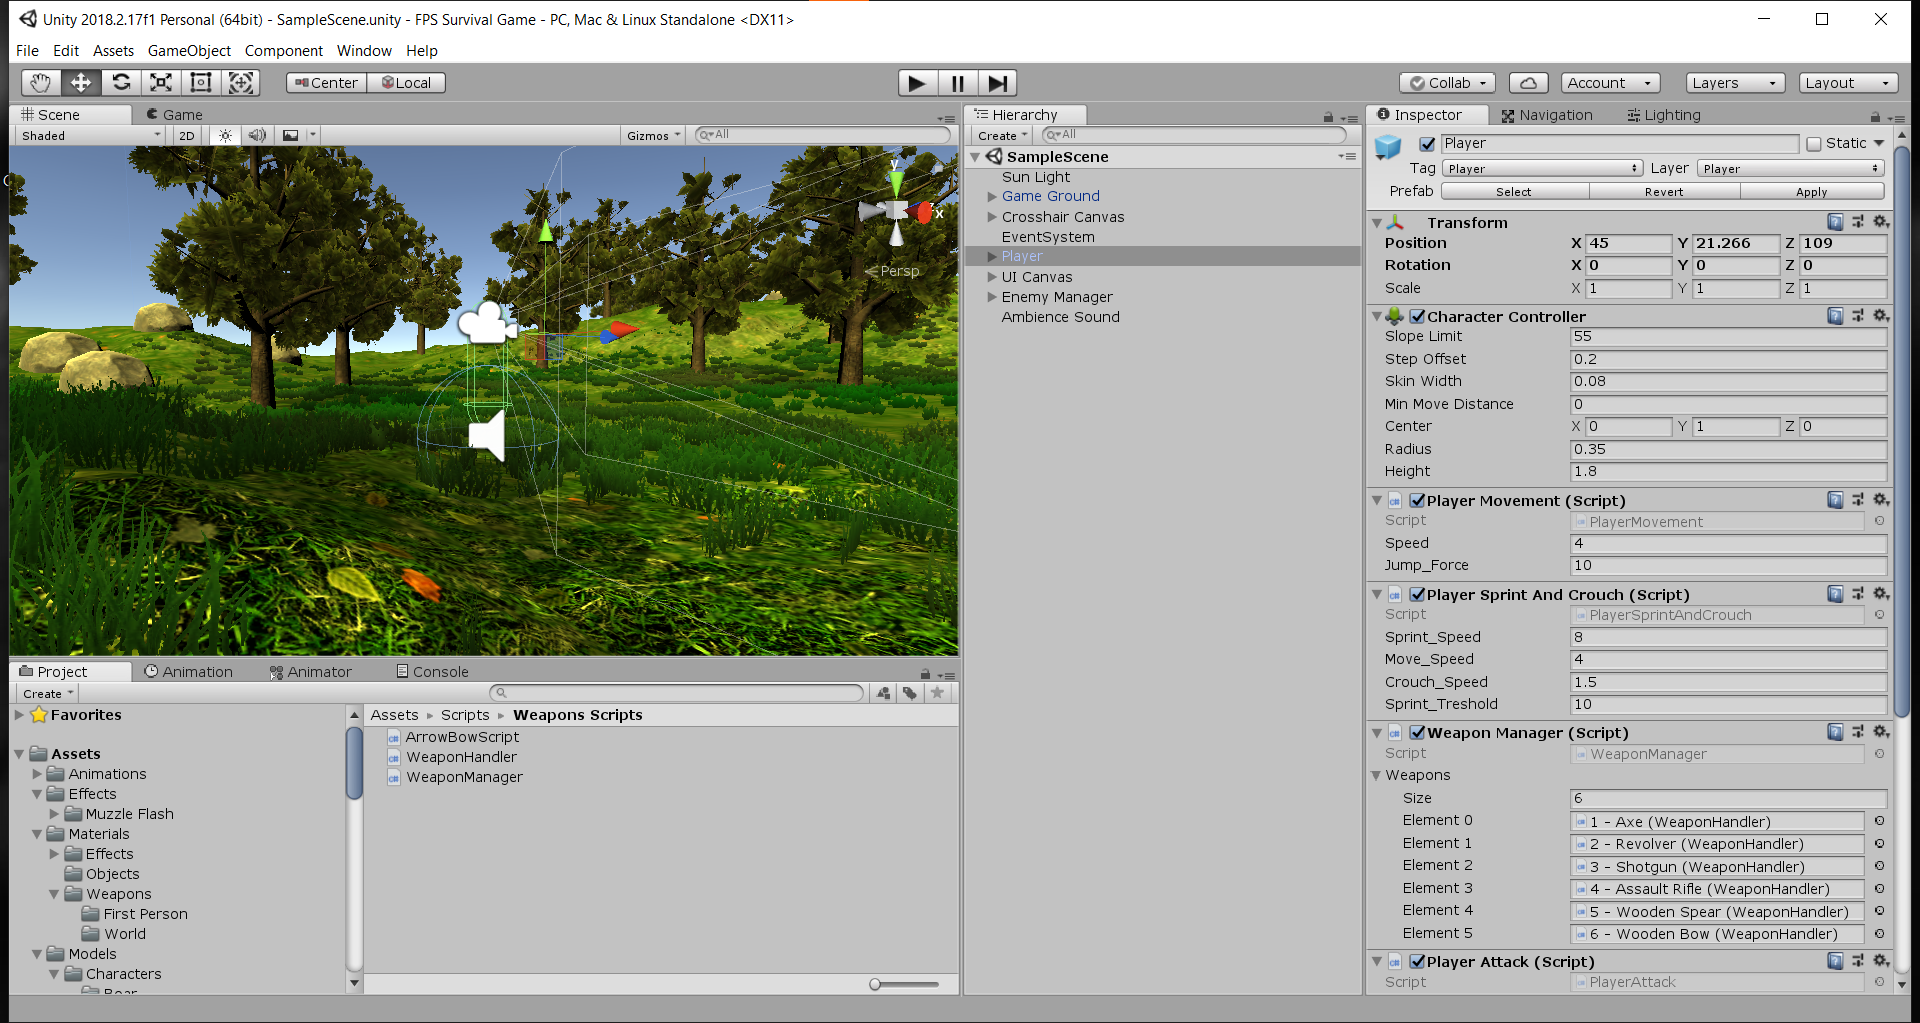 Unity 2018.2.17f1 Personal (64bit) - SampleScene.unity - FPS Survival Game - PC, Mac & Linux Standalone <DX11>
File Edit Assets GameObject Component Window Help
Center Local Collab Account Layers Layout
Scene Game
Shaded 2D Gizmos All
y
x
Persp
Hierarchy
Create All
SampleScene
Sun Light
Game Ground
Crosshair Canvas
EventSystem
Player
UI Canvas
Enemy Manager
Ambience Sound
Project Animation Animator Console
Create
Favorites
Assets
Animations
Effects
Muzzle Flash
Materials
Effects
Objects
Weapons
First Person
World
Models
Characters
Boar
Assets Scripts Weapons Scripts
ArrowBowScript
WeaponHandler
WeaponManager
Inspector Navigation Lighting
Player Static
Tag Player Layer Player
Prefab Select Revert Apply
Transform
Position X 45 Y 21.266 Z 109
Rotation X 0 Y 0 Z 0
Scale X 1 Y 1 Z 1
Character Controller
Slope Limit 55
Step Offset 0.2
Skin Width 0.08
Min Move Distance 0
Center X 0 Y 1 Z 0
Radius 0.35
Height 1.8
Player Movement (Script)
Script PlayerMovement
Speed 4
Jump_Force 10
Player Sprint And Crouch (Script)
Script PlayerSprintAndCrouch
Sprint_Speed 8
Move_Speed 4
Crouch_Speed 1.5
Sprint_Treshold 10
Weapon Manager (Script)
Script WeaponManager
Weapons
Size 6
Element 0 1 - Axe (WeaponHandler)
Element 1 2 - Revolver (WeaponHandler)
Element 2 3 - Shotgun (WeaponHandler)
Element 3 4 - Assault Rifle (WeaponHandler)
Element 4 5 - Wooden Spear (WeaponHandler)
Element 5 6 - Wooden Bow (WeaponHandler)
Player Attack (Script)
Script PlayerAttack